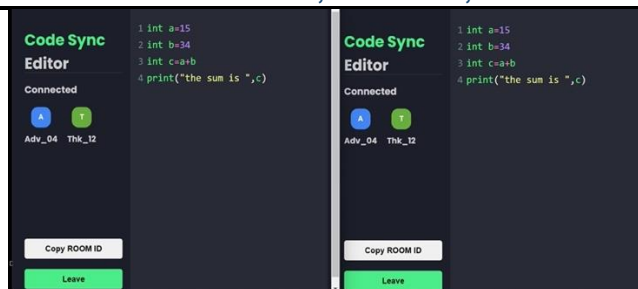 Code Sync
Editor
Connected
A T
Adv_04 Thk_12
Copy ROOM ID
Leave
1 int a=15
2 int b=34
3 int c=a+b
4 print("the sum is ",c)
Code Sync
Editor
Connected
A T
Adv_04 Thk_12
Copy ROOM ID
Leave
1 int a=15
2 int b=34
3 int c=a+b
4 print("the sum is ",c)